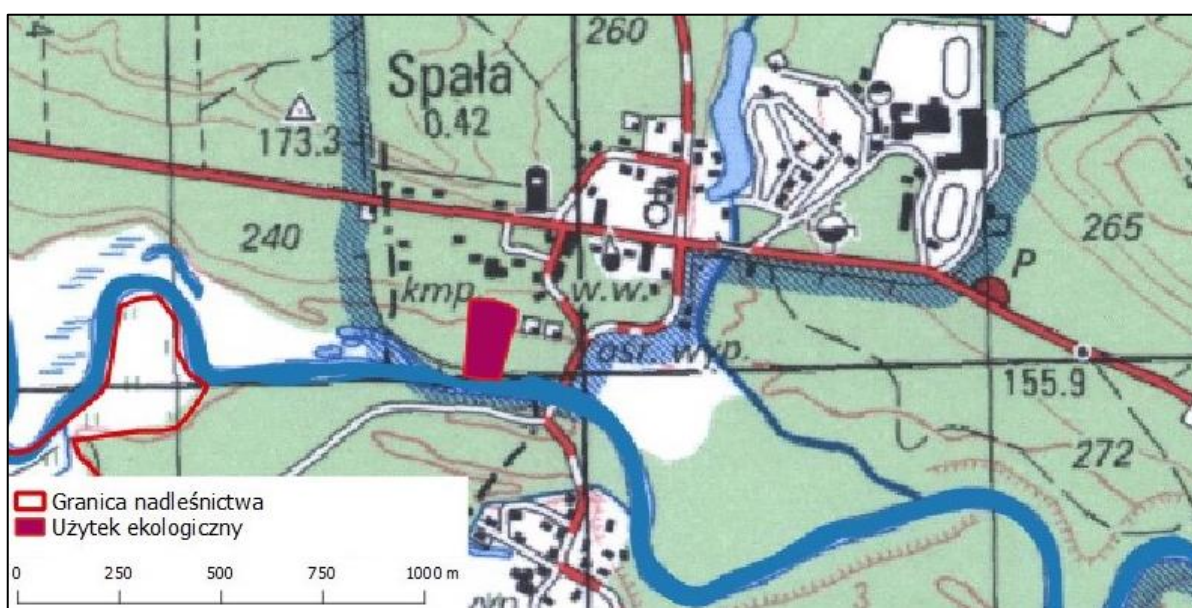 260
Spała
0.42
173.3
240
265
P
kmp.
w.w.
ośr. wyp.
155.9
272
Granica nadleśnictwa
Użytek ekologiczny
0 250 500 750 1000 m
3